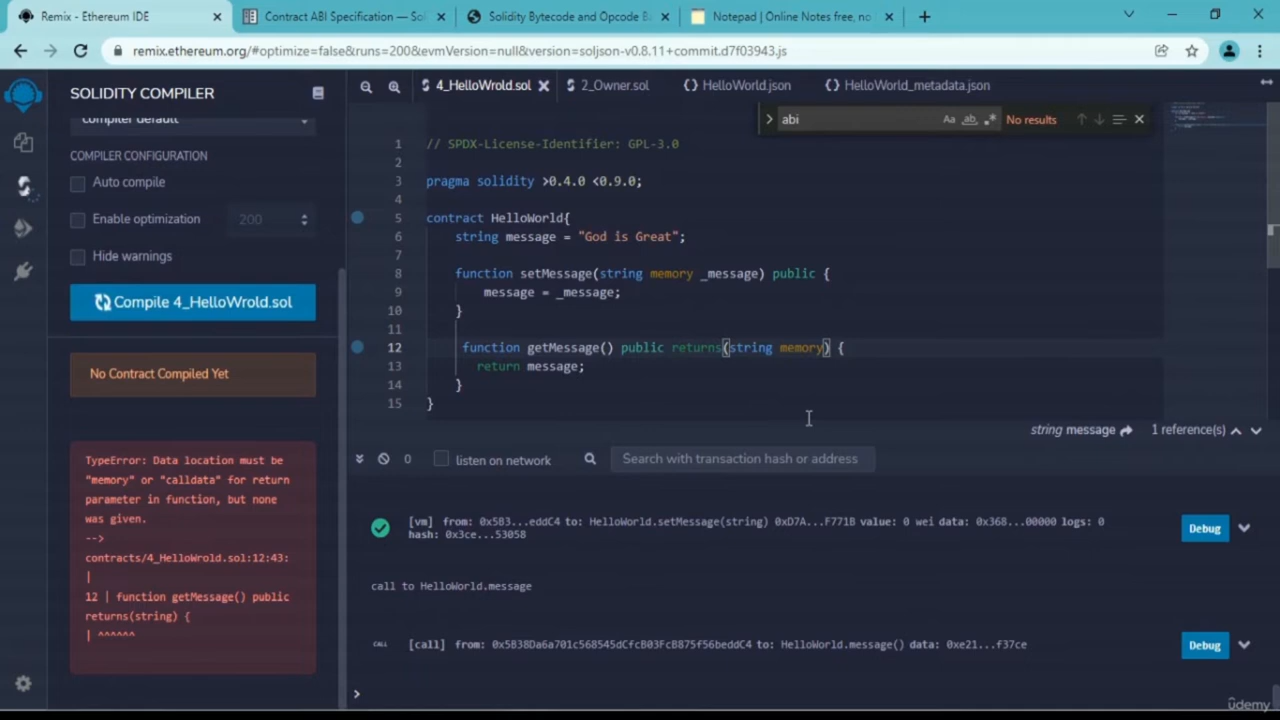 Remix - Ethereum IDE
Contract ABI Specification — Sol
Solidity Bytecode and Opcode B
Notepad | Online Notes free, no
remix.ethereum.org/#optimize=false&runs=200&evmVersion=null&version=soljson-v0.8.11+commit.d7f03943.js
SOLIDITY COMPILER
4_HelloWrold.sol
2_Owner.sol
{} HelloWorld.json
{} HelloWorld_metadata.json
compiler default
abi
Aa
ab
No results
COMPILER CONFIGURATION
Auto compile
Enable optimization
200
Hide warnings
Compile 4_HelloWrold.sol
No Contract Compiled Yet
TypeError: Data location must be
"memory" or "calldata" for return
parameter in function, but none
was given.
-->
contracts/4_HelloWrold.sol:12:43:
|
12 | function getMessage() public
returns(string) {
| ^^^^^^
1 // SPDX-License-Identifier: GPL-3.0
2
3 pragma solidity >0.4.0 <0.9.0;
4
5 contract HelloWorld{
6 string message = "God is Great";
7
8 function setMessage(string memory _message) public {
9 message = _message;
10 }
11
12 function getMessage() public returns(string memory) {
13 return message;
14 }
15 }
string message
1 reference(s)
0
listen on network
Search with transaction hash or address
[vm] from: 0x5B3...eddC4 to: HelloWorld.setMessage(string) 0xD7A...F771B value: 0 wei data: 0x368...00000 logs: 0
hash: 0x3ce...53058
Debug
call to HelloWorld.message
CALL
[call] from: 0x5B38Da6a701c568545dCfcB03FcB875f56beddC4 to: HelloWorld.message() data: 0xe21...f37ce
Debug
>
ûdemy